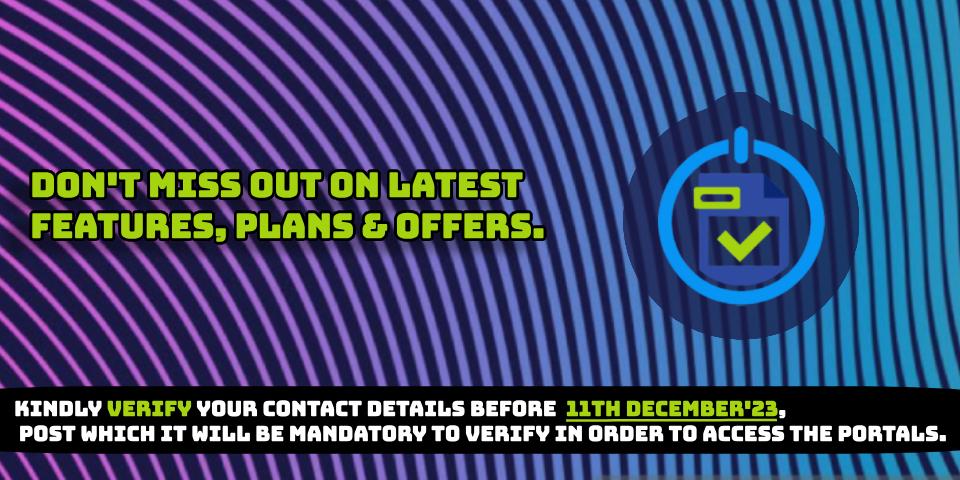 DON'T MISS OUT ON LATEST
FEATURES, PLANS & OFFERS.
KINDLY VERIFY YOUR CONTACT DETAILS BEFORE 11TH DECEMBER'23,
POST WHICH IT WILL BE MANDATORY TO VERIFY IN ORDER TO ACCESS THE PORTALS.